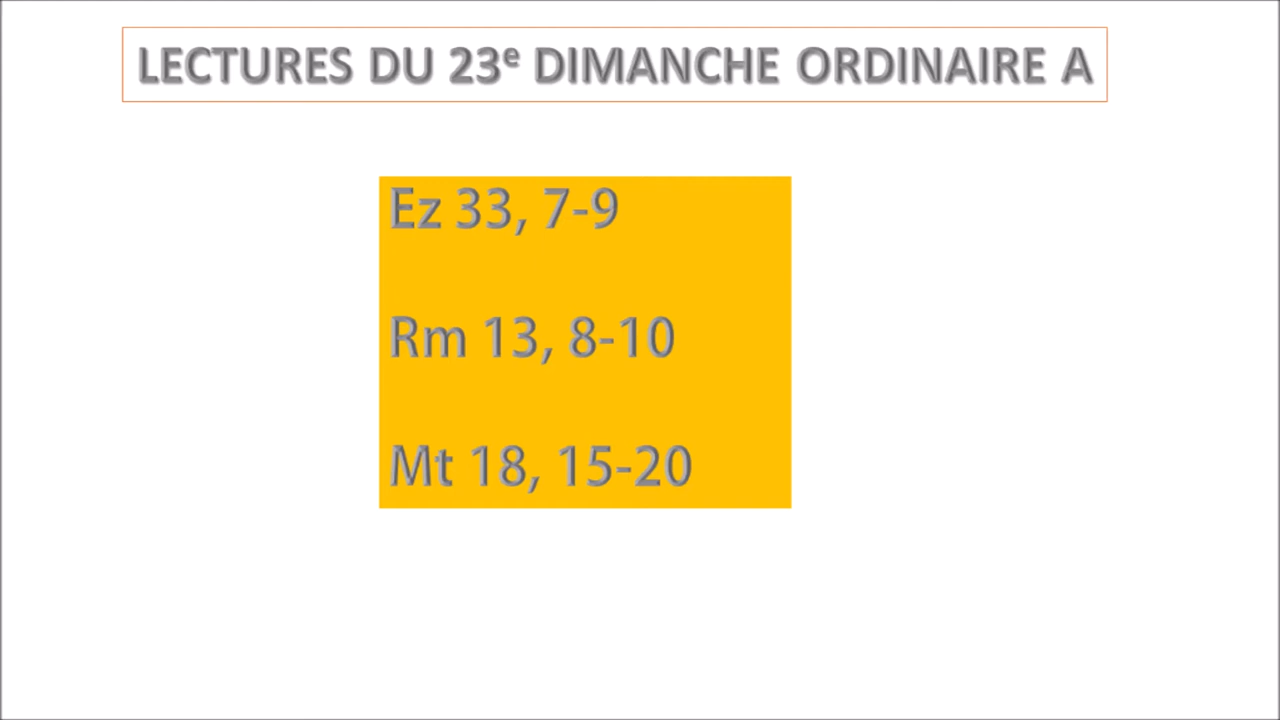 LECTURES DU 23e DIMANCHE ORDINAIRE A
Ez 33, 7-9
Rm 13, 8-10
Mt 18, 15-20